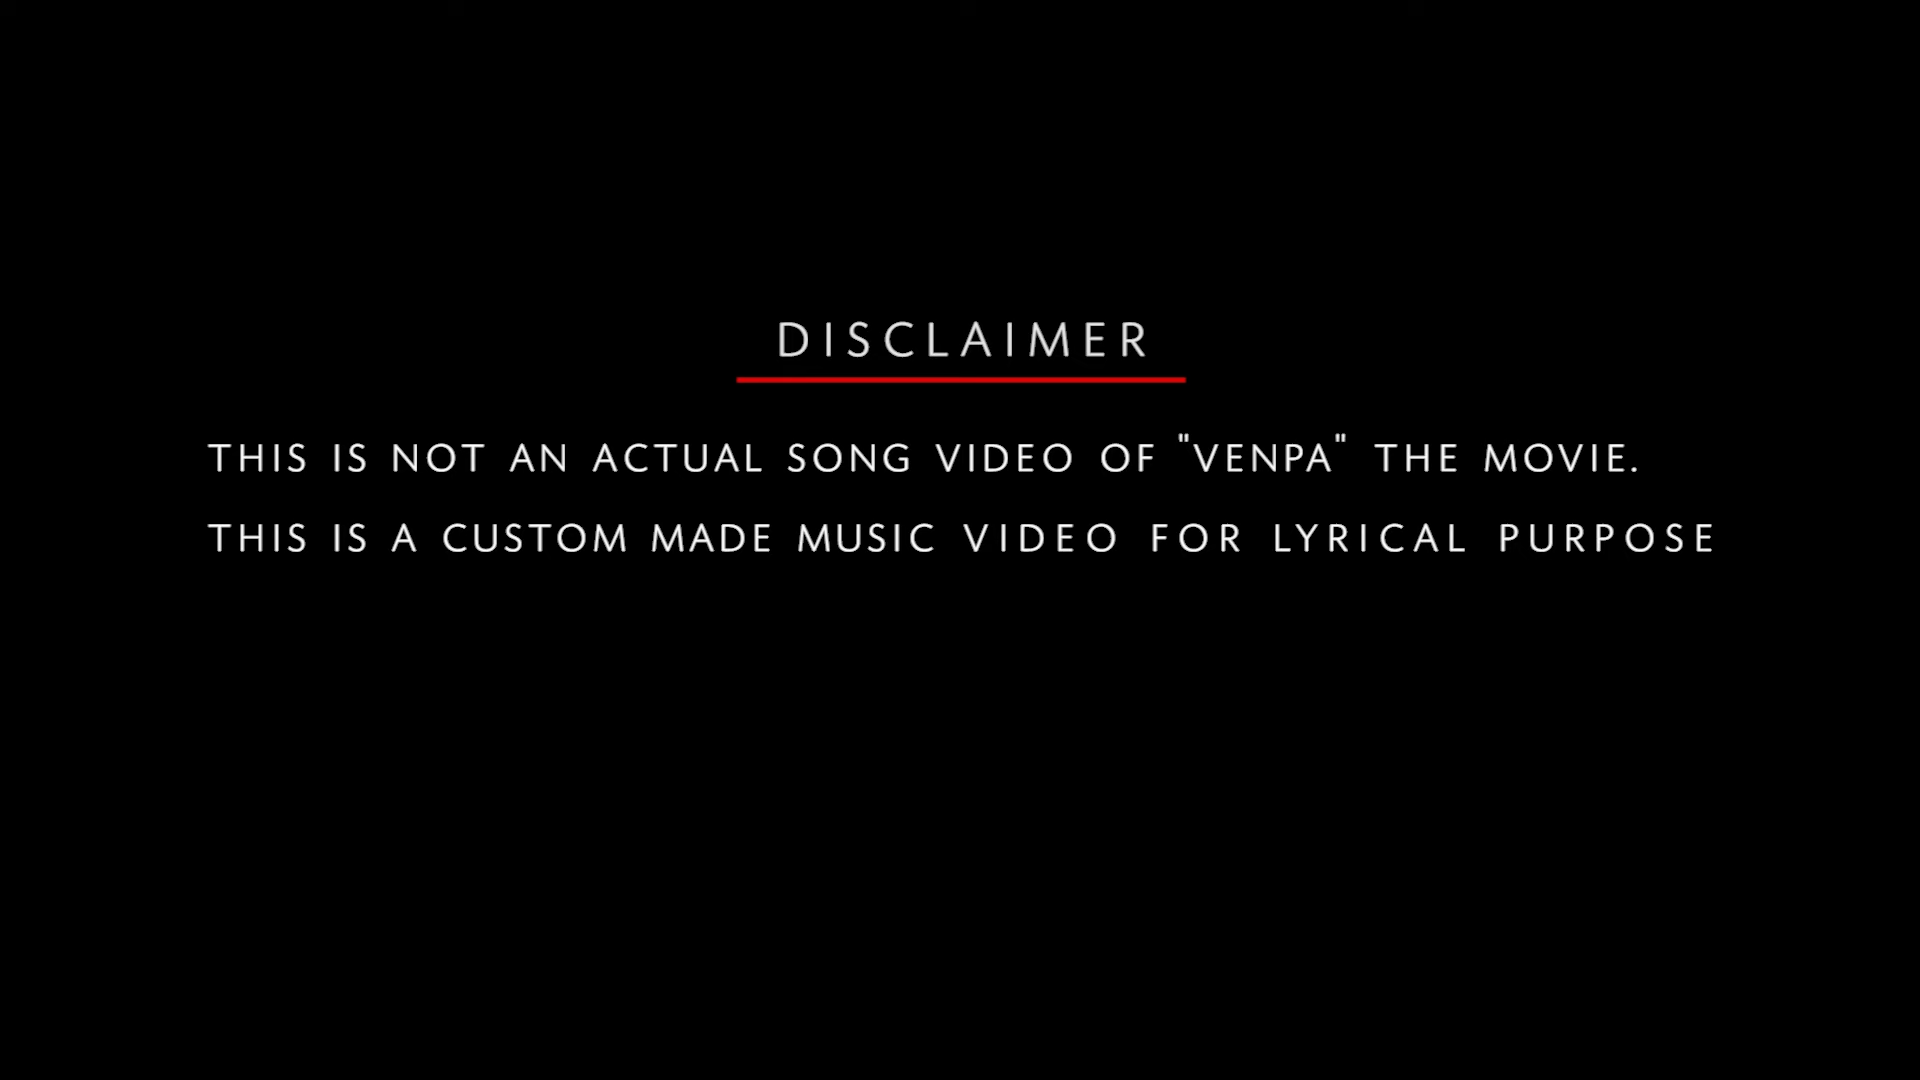 DISCLAIMER
THIS IS NOT AN ACTUAL SONG VIDEO OF "VENPA" THE MOVIE.
THIS IS A CUSTOM MADE MUSIC VIDEO FOR LYRICAL PURPOSE